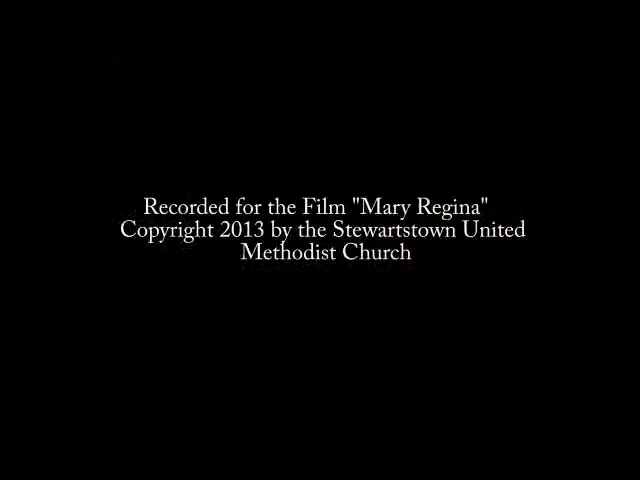 Recorded for the Film "Mary Regina"
Copyright 2013 by the Stewartstown United
Methodist Church